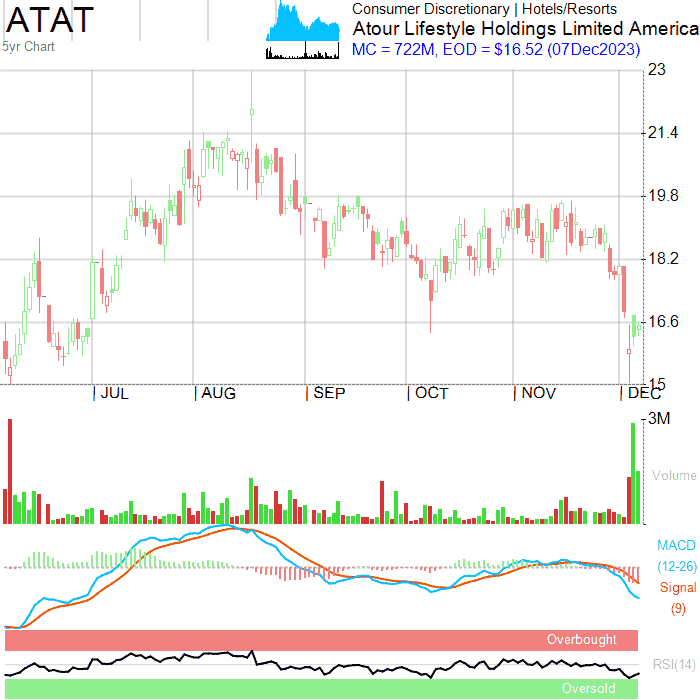 ATAT
5yr Chart
Consumer Discretionary | Hotels/Resorts
Atour Lifestyle Holdings Limited America
MC = 722M, EOD = $16.52 (07Dec2023)
23
21.4
19.8
18.2
16.6
15
JUL AUG SEP OCT NOV DEC
3M
Volume
MACD
(12-26)
Signal
(9)
Overbought
RSI(14)
Oversold